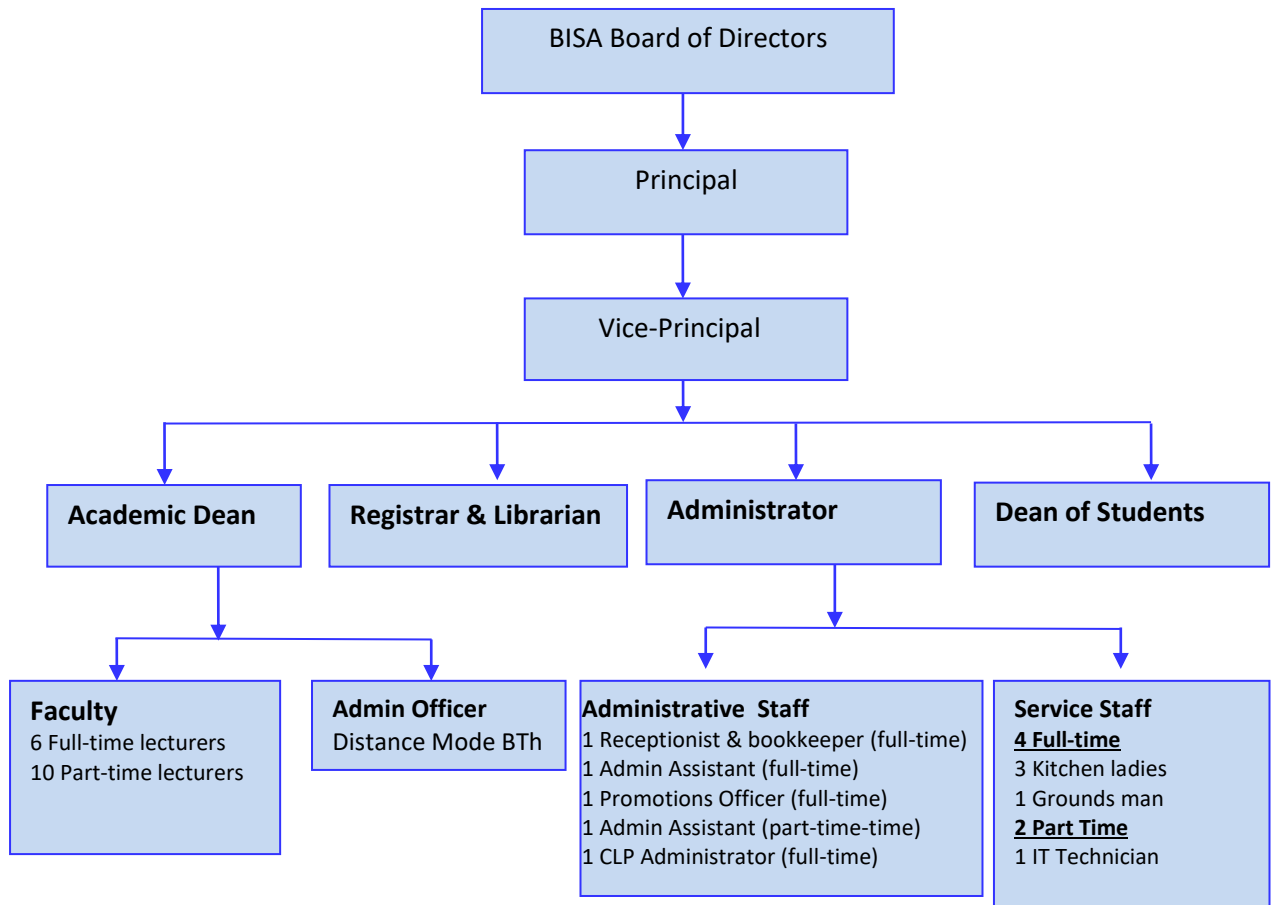 BISA Board of Directors
Principal
Vice-Principal
Academic Dean
Registrar & Librarian
Administrator
Dean of Students
Faculty
6 Full-time lecturers
10 Part-time lecturers
Admin Officer
Distance Mode BTh
Administrative  Staff
1 Receptionist & bookkeeper (full-time)
1 Admin Assistant (full-time)
1 Promotions Officer (full-time)
1 Admin Assistant (part-time-time)
1 CLP Administrator (full-time)
Service Staff
4 Full-time
3 Kitchen ladies
1 Grounds man
2 Part Time
1 IT Technician